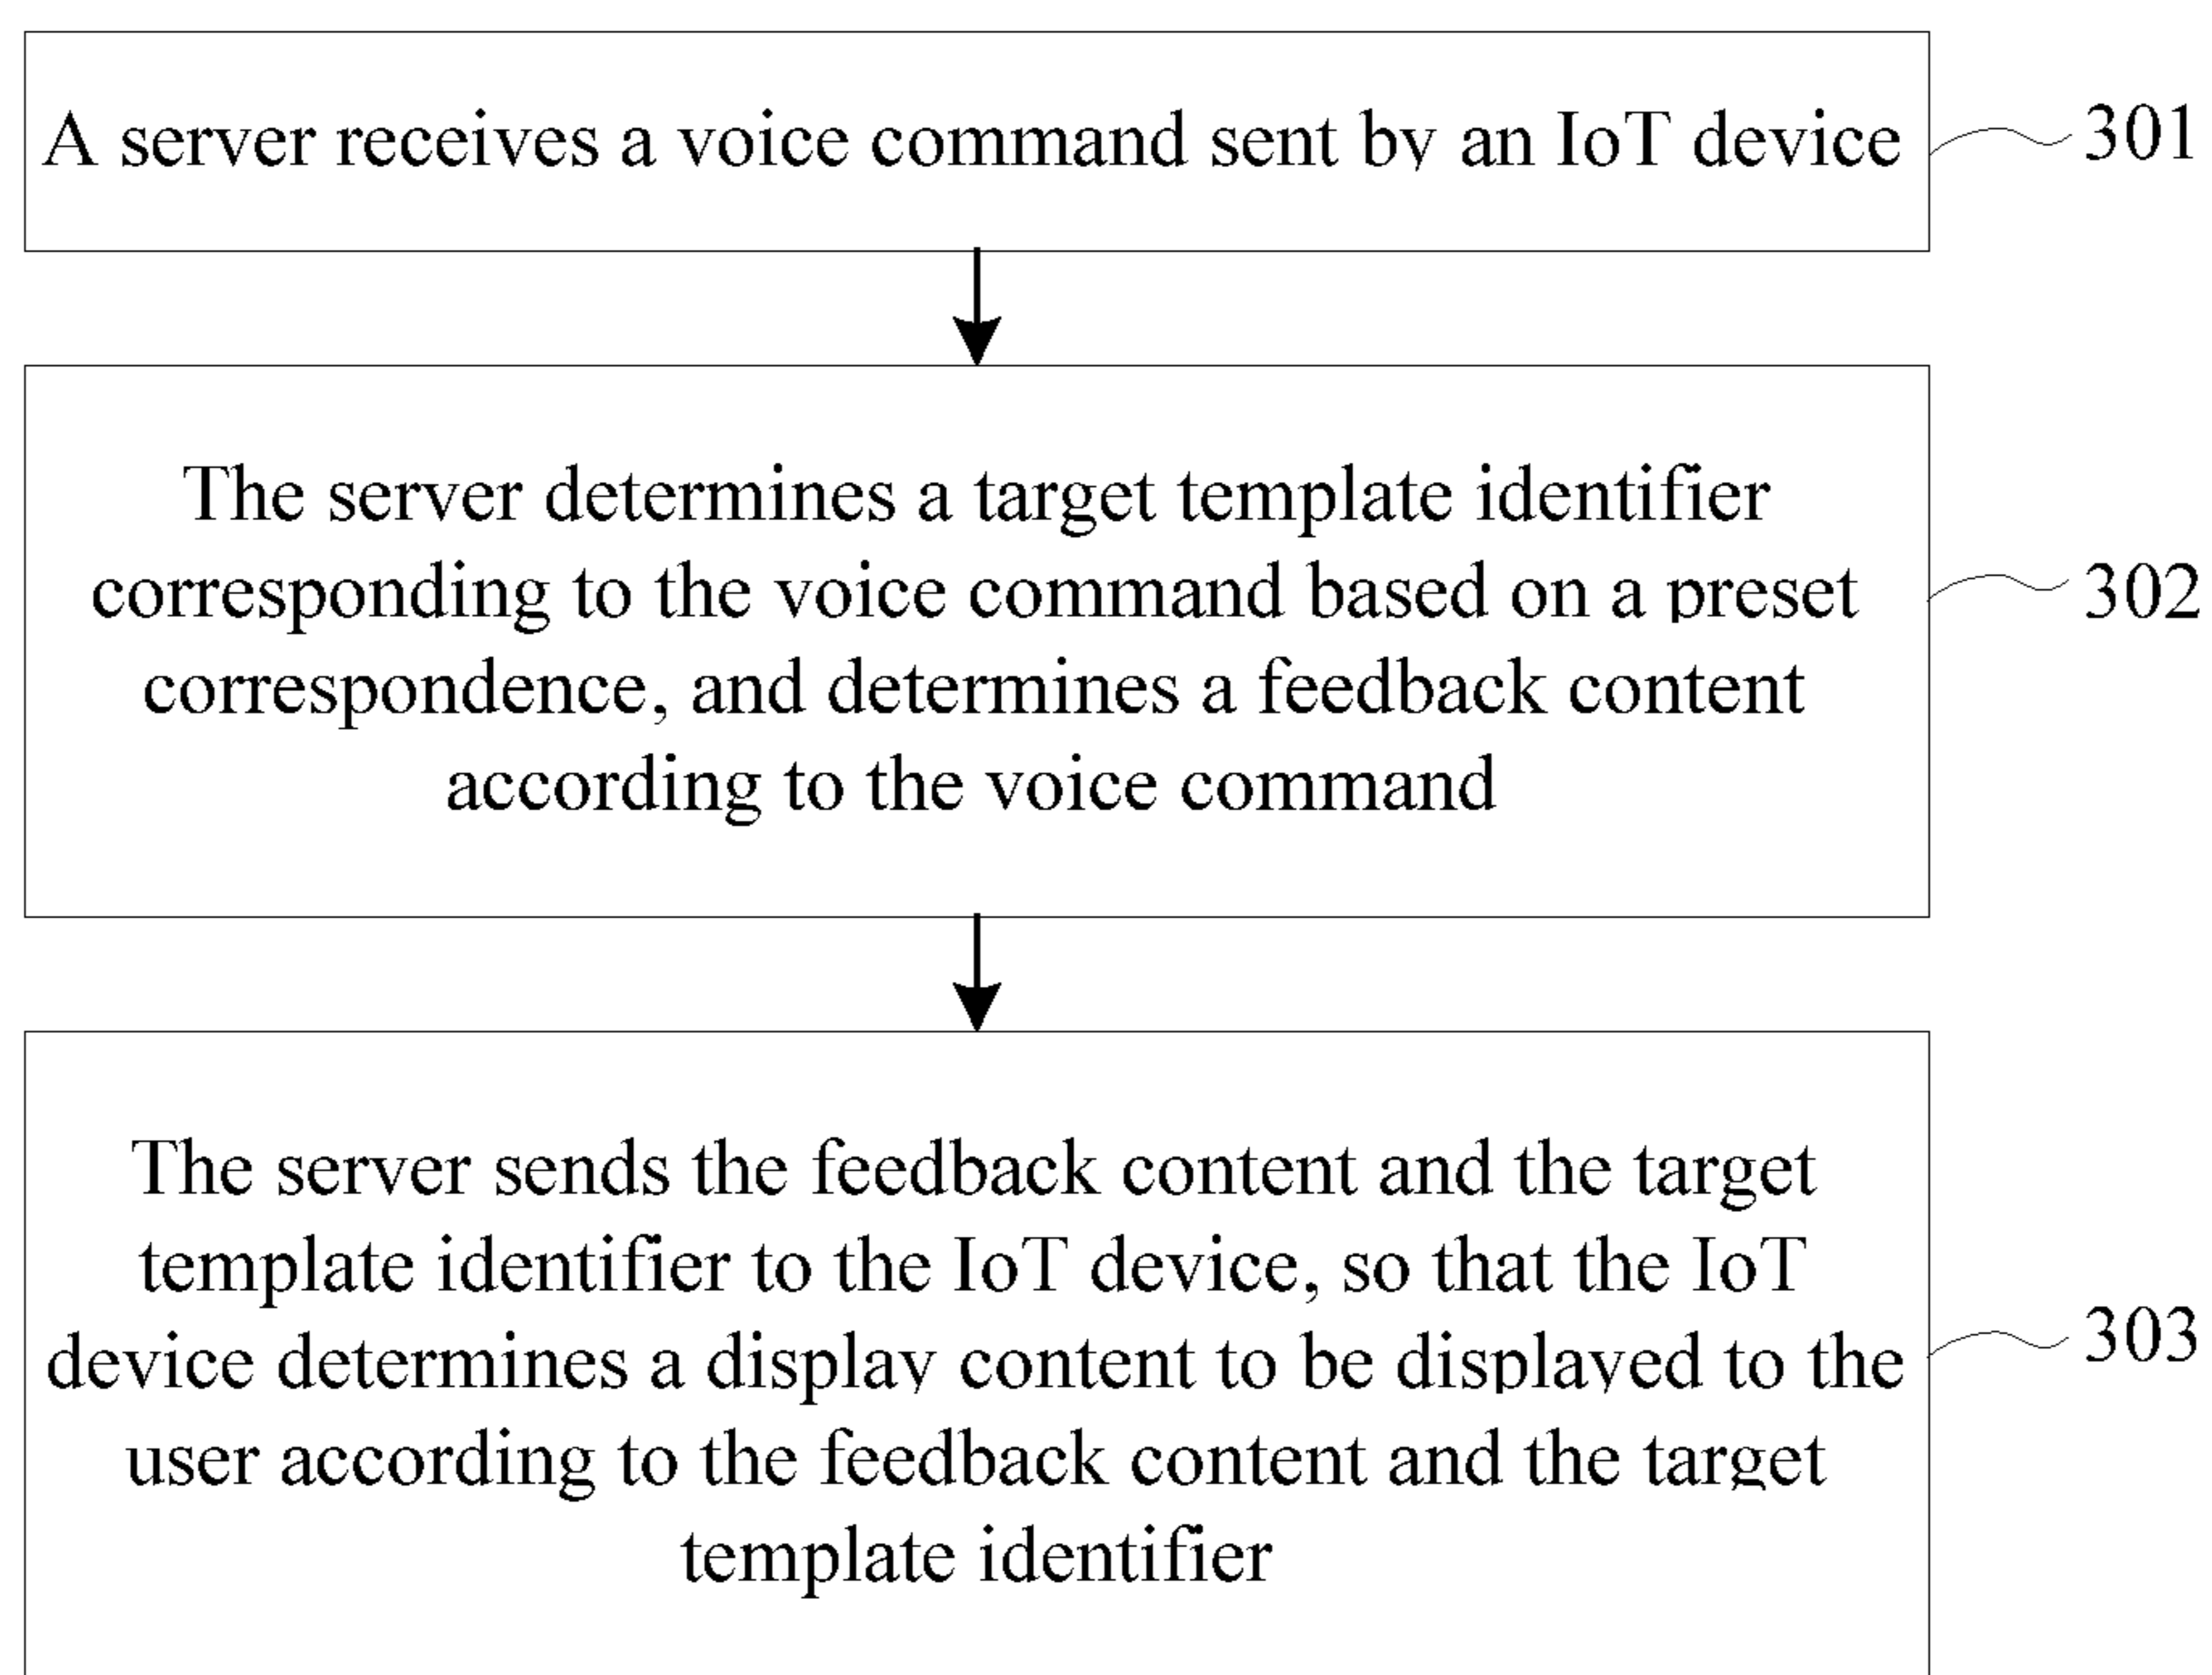 A server receives a voice command sent by an IoT device
301
The server determines a target template identifier
corresponding to the voice command based on a preset
correspondence, and determines a feedback content
according to the voice command
302
The server sends the feedback content and the target
template identifier to the IoT device, so that the IoT
device determines a display content to be displayed to the
user according to the feedback content and the target
template identifier
303